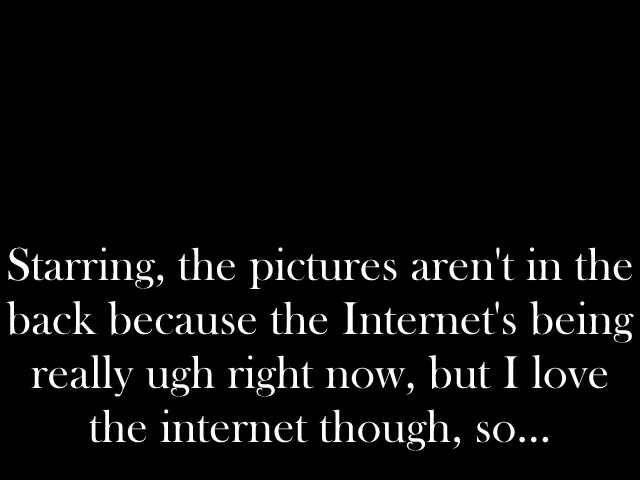 Starring, the pictures aren't in the
back because the Internet's being
really ugh right now, but I love
the internet though, so...